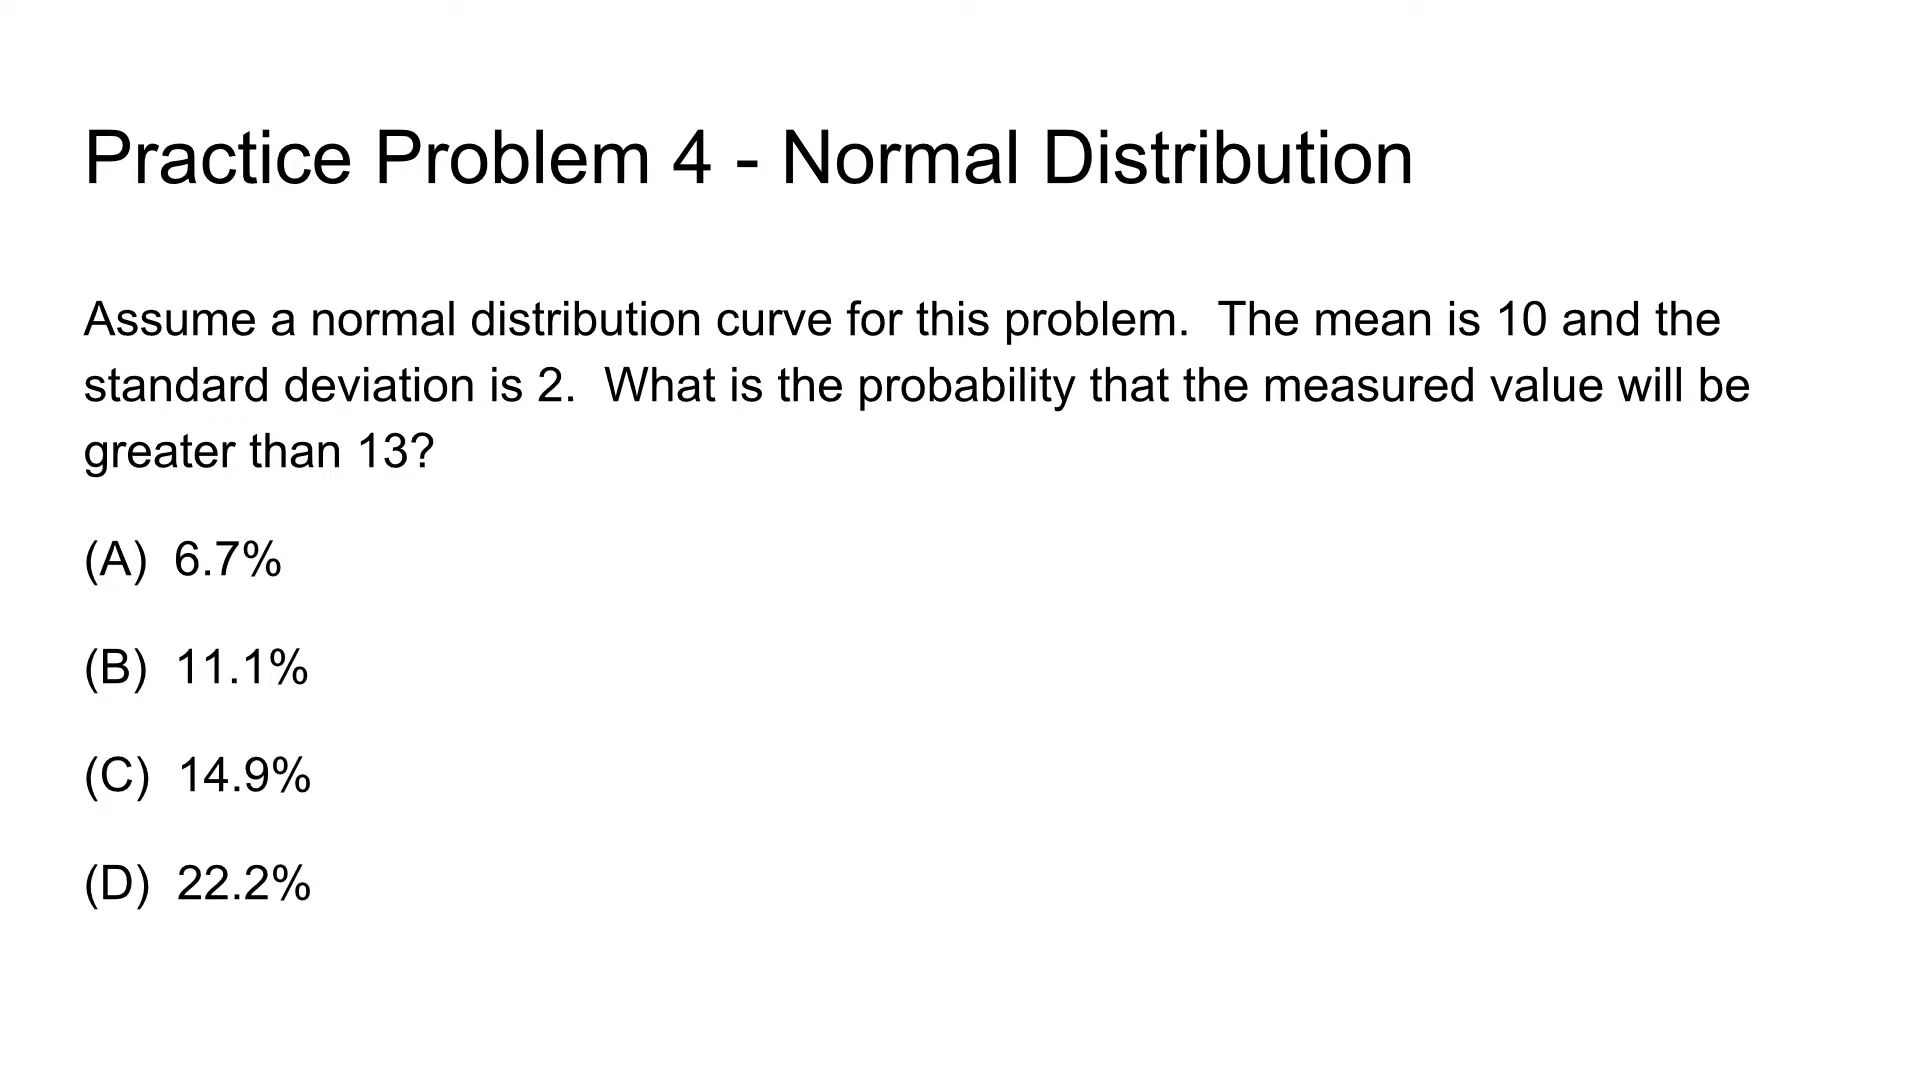 Practice Problem 4 - Normal Distribution
Assume a normal distribution curve for this problem.  The mean is 10 and the
standard deviation is 2.  What is the probability that the measured value will be
greater than 13?
(A)  6.7%
(B)  11.1%
(C)  14.9%
(D)  22.2%